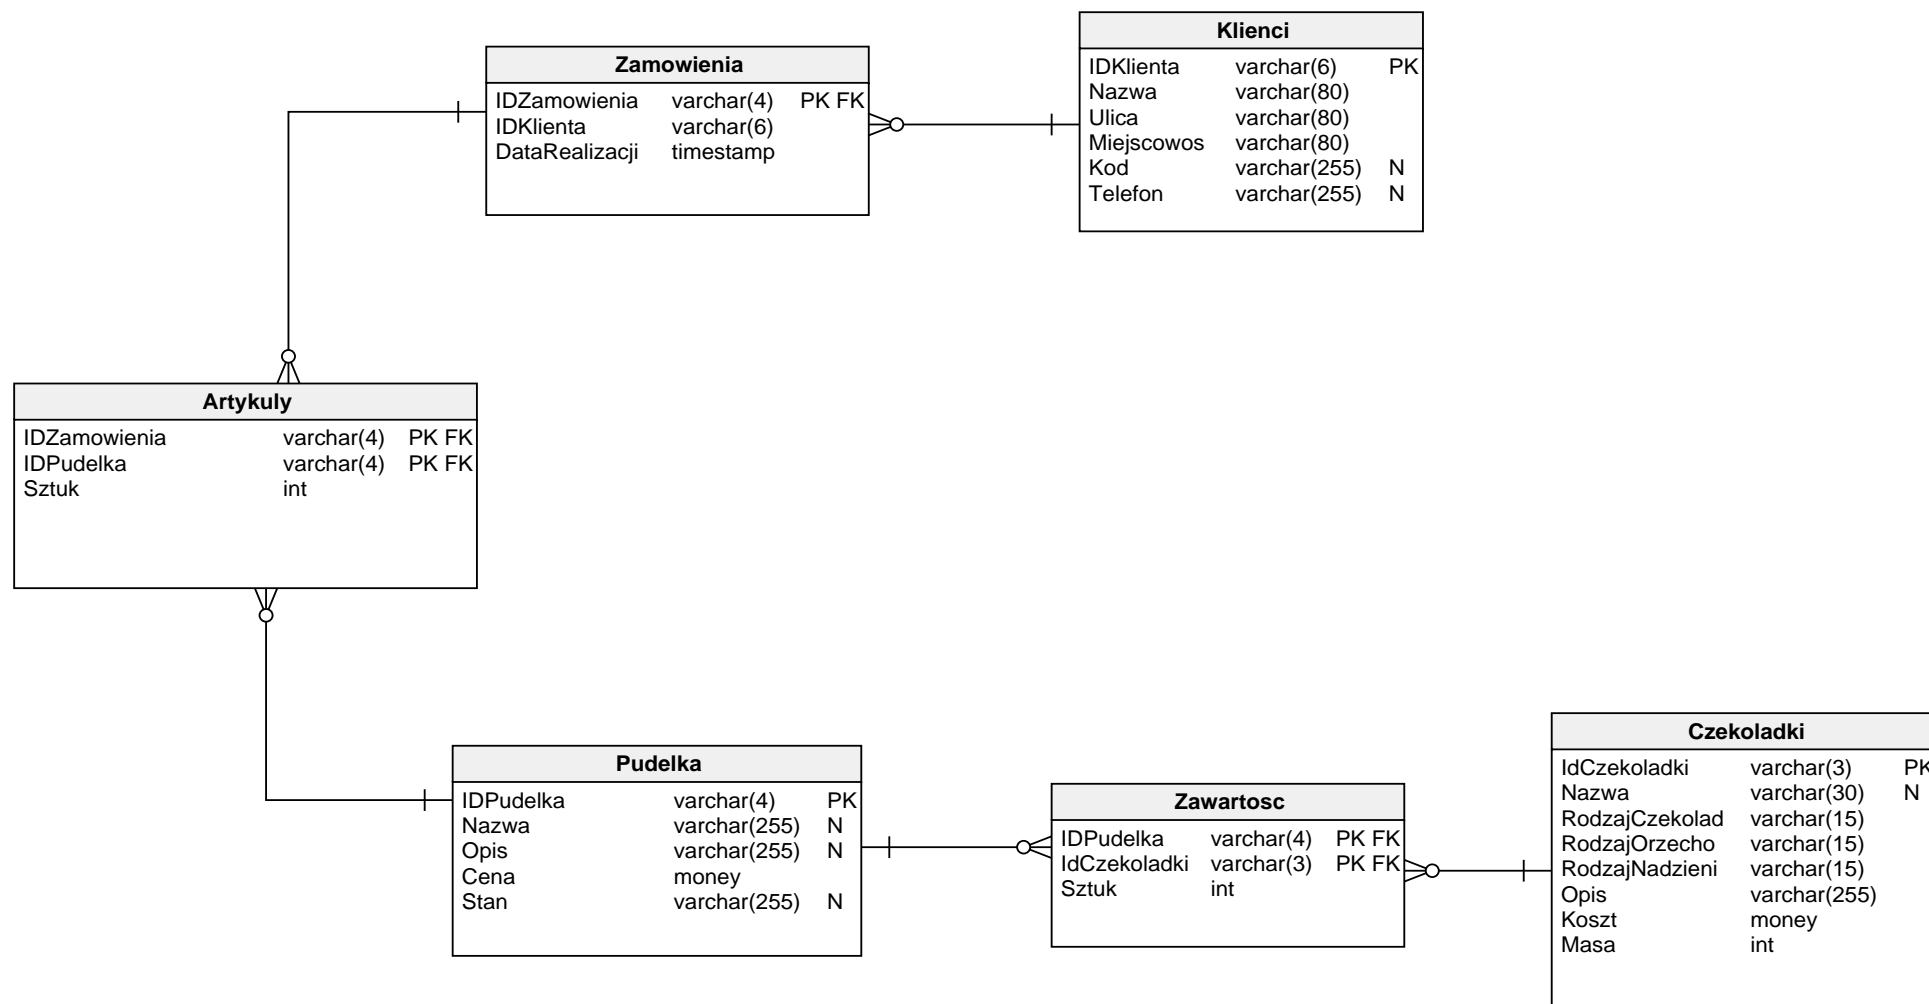 Klienci
IDKlienta varchar(6) PK
Nazwa varchar(80)
Ulica varchar(80)
Miejscowos varchar(80)
Kod varchar(255) N
Telefon varchar(255) N
Zamowienia
IDZamowienia varchar(4) PK FK
IDKlienta varchar(6)
DataRealizacji timestamp
Artykuly
IDZamowienia varchar(4) PK FK
IDPudelka varchar(4) PK FK
Sztuk int
Pudelka
IDPudelka varchar(4) PK
Nazwa varchar(255) N
Opis varchar(255) N
Cena money
Stan varchar(255) N
Zawartosc
IDPudelka varchar(4) PK FK
IdCzekoladki varchar(3) PK FK
Sztuk int
Czekoladki
IdCzekoladki varchar(3) PK
Nazwa varchar(30) N
RodzajCzekolad varchar(15)
RodzajOrzecho varchar(15)
RodzajNadzieni varchar(15)
Opis varchar(255)
Koszt money
Masa int